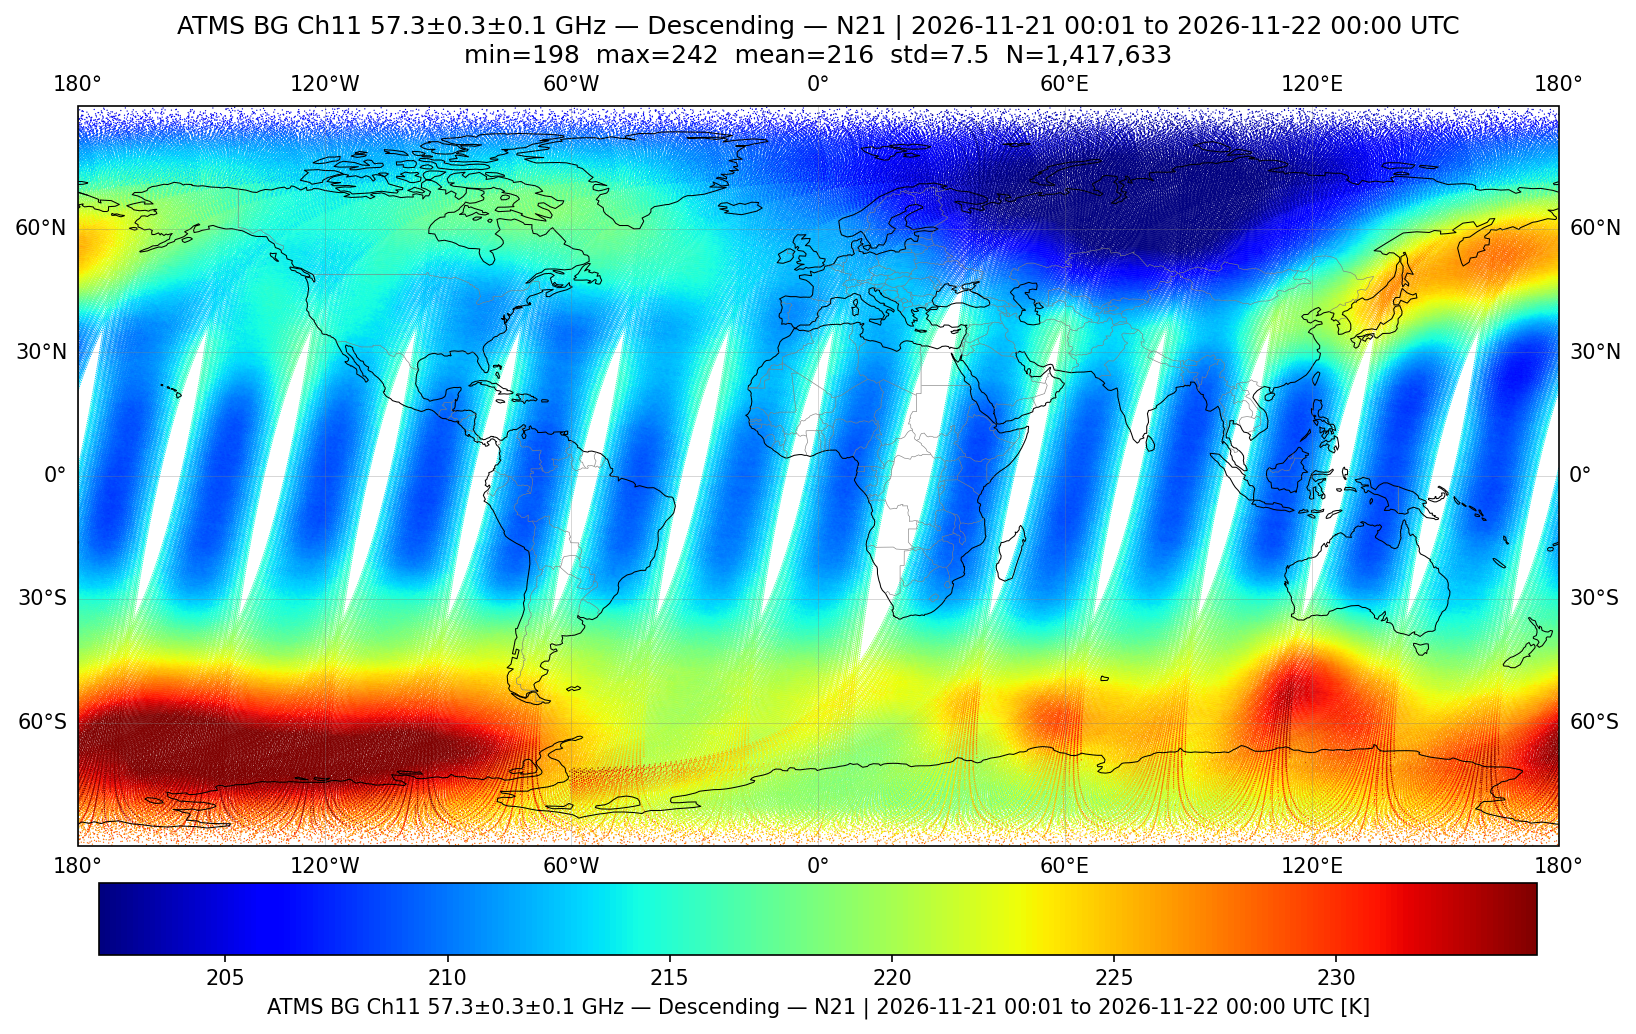 ATMS BG Ch11 57.3±0.3±0.1 GHz — Descending — N21 | 2026-11-21 00:01 to 2026-11-22 00:00 UTC
min=198 max=242 mean=216 std=7.5 N=1,417,633
180° 120°W 60°W 0° 60°E 120°E 180°
60°N 60°N
30°N 30°N
0° 0°
30°S 30°S
60°S 60°S
180° 120°W 60°W 0° 60°E 120°E 180°
205 210 215 220 225 230
ATMS BG Ch11 57.3±0.3±0.1 GHz — Descending — N21 | 2026-11-21 00:01 to 2026-11-22 00:00 UTC [K]